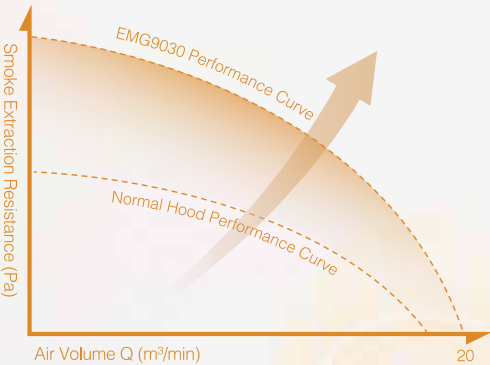 EMG9030 Performance Curve
Smoke Extraction Resistance (Pa)
Normal Hood Performance Curve
Air Volume Q (m³/min)
20